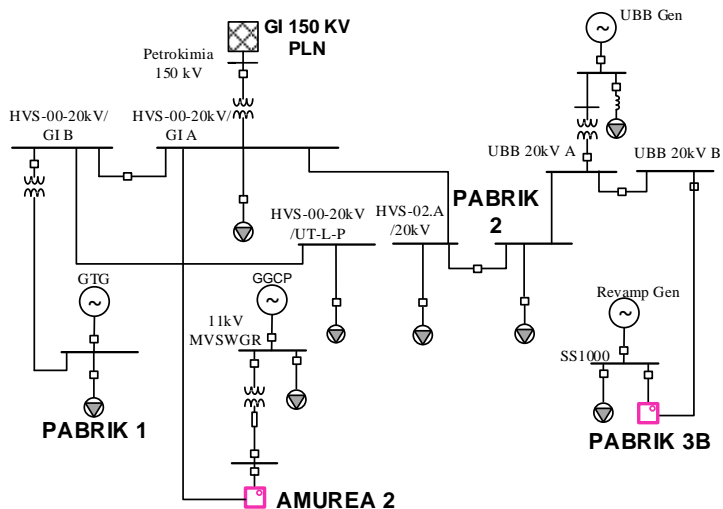 UBB Gen
GI 150 KV
PLN
Petrokimia
150 kV
HVS-00-20kV/
GI B
HVS-00-20kV/
GI A
UBB 20kV A
UBB 20kV B
PABRIK
2
HVS-00-20kV
/UT-L-P
HVS-02.A
/20kV
GTG
~
GGCP
~
11kV
MVSWGR
Revamp Gen
~
SS1000
~
PABRIK 1
PABRIK 3B
AMUREA 2